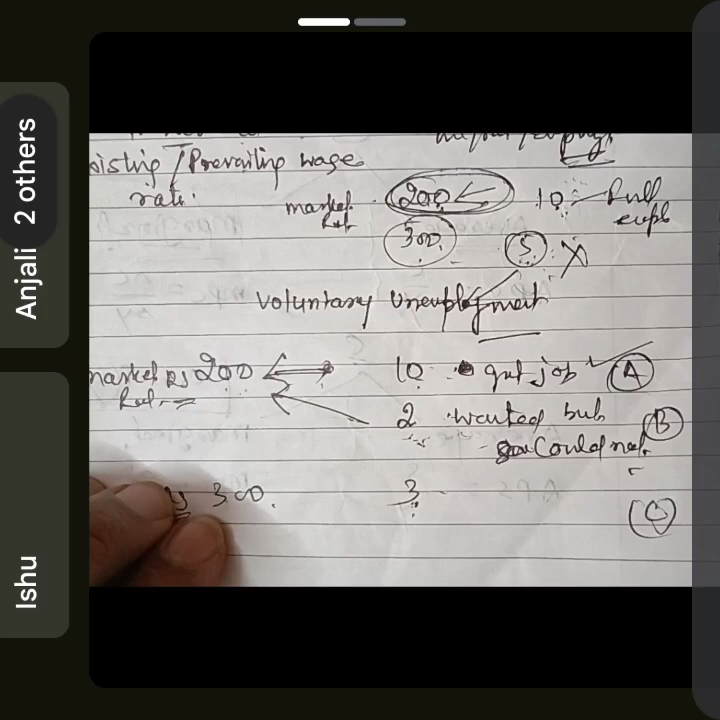 Anjali 2 others
Ishu
/Prevailing wage
rate:
market
Rate
200
10 Full
empl
300
5 X
Voluntary Unemployment
market Rs 200 10 got job A
Rate
2 wanted but B
Could not
300. 3 C